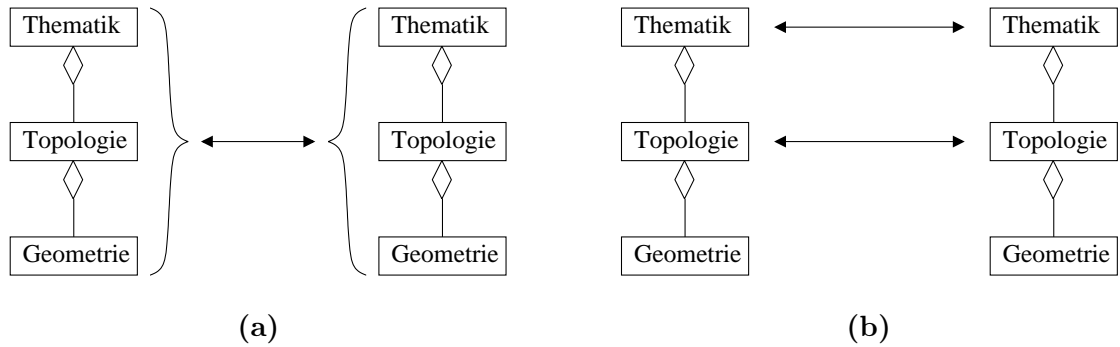 Thematik Thematik Thematik Thematik
Topologie Topologie Topologie Topologie
Geometrie Geometrie Geometrie Geometrie
(a) (b)